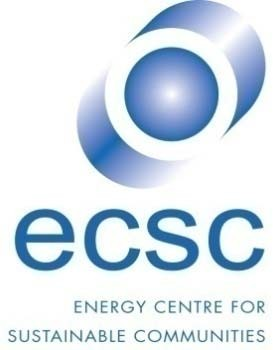 ecsc
ENERGY CENTRE FOR
SUSTAINABLE COMMUNITIES